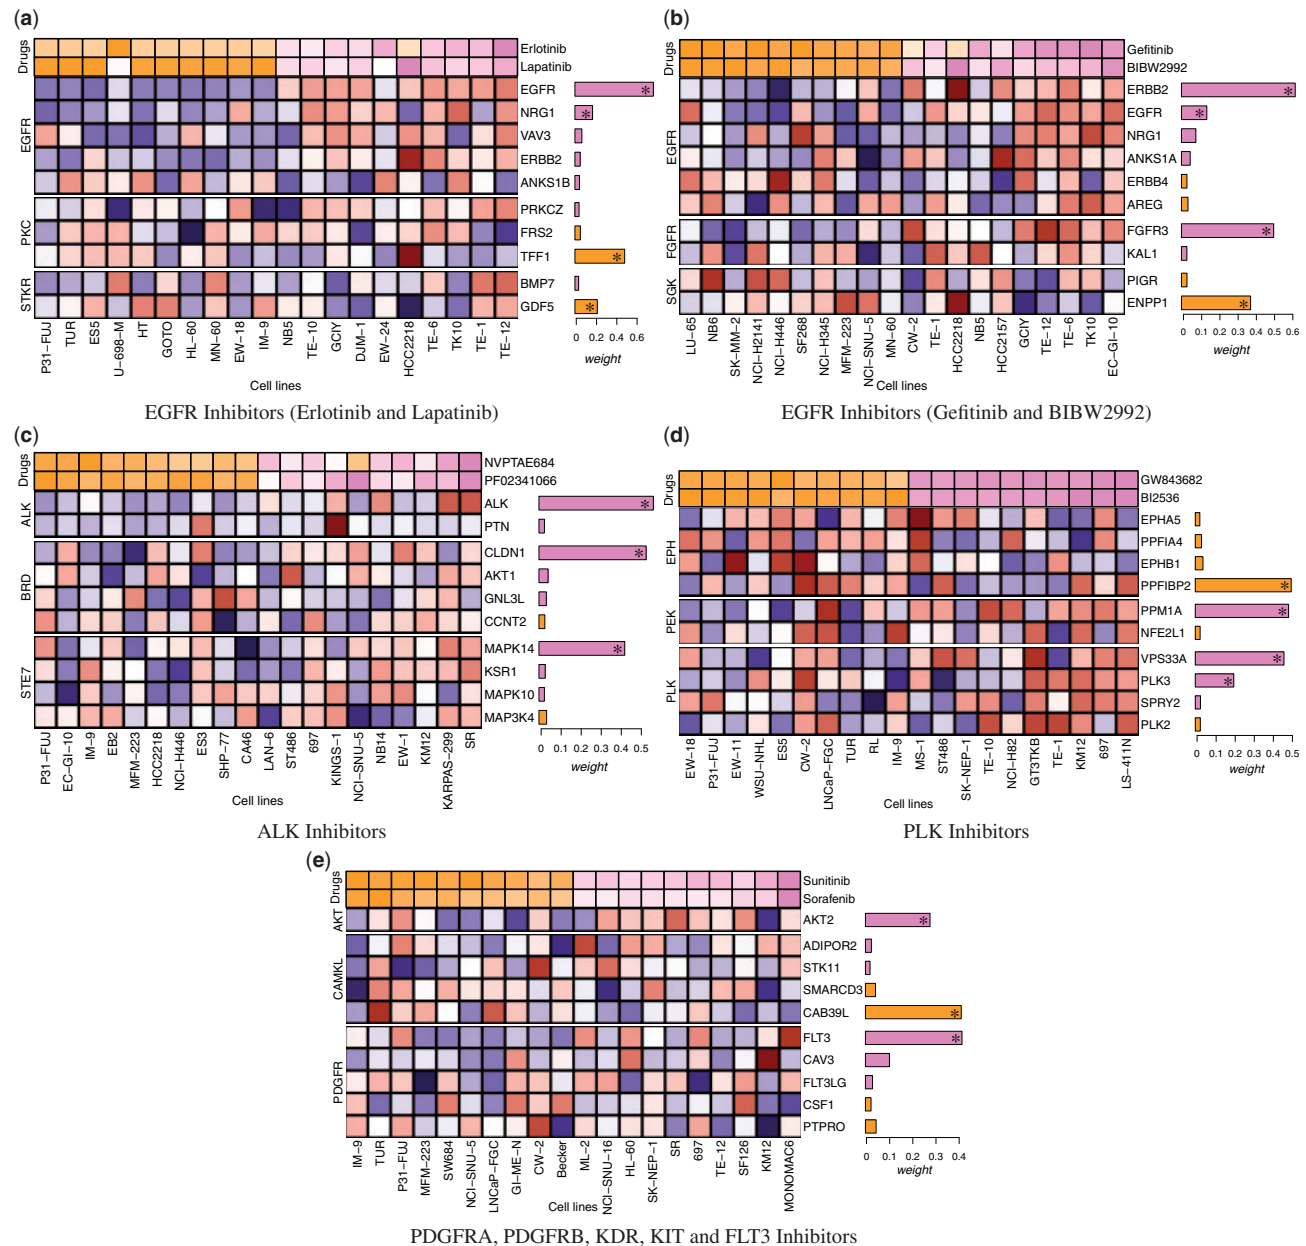 (a)
Drugs
Erlotinib
Lapatinib
EGFR
EGFR
NRG1
VAV3
ERBB2
ANKS1B
PKC
PRKCZ
FRS2
TFF1
STKR
BMP7
GDF5
* * * *
P31-FUJ TUR ES5 U-698-M HT GOTO HL-60 MN-60 EW-18 IM-9 NB5 TE-10 GCIY DJM-1 EW-24 HCC2218 TE-6 TK10 TE-1 TE-12
0 0.2 0.4 0.6
weight
Cell lines
EGFR Inhibitors (Erlotinib and Lapatinib)
(b)
Drugs
Gefitinib
BIBW2992
EGFR
ERBB2
EGFR
NRG1
ANKS1A
ERBB4
AREG
FGFR
FGFR3
KAL1
SGK
PIGR
ENPP1
* * * *
LU-65 NB6 SK-MM-2 NCI-H2141 NCI-H446 SF268 NCI-H345 MFM-223 NCI-SNU-5 MN-60 CW-2 TE-1 HCC2218 NB5 HCC2157 GCIY TE-12 TE-6 TK10 EC-GI-10
0 0.1 0.2 0.3 0.4 0.5 0.6
weight
Cell lines
EGFR Inhibitors (Gefitinib and BIBW2992)
(c)
Drugs
NVPTAE684
PF02341066
ALK
ALK
PTN
BRD
CLDN1
AKT1
GNL3L
CCNT2
STE7
MAPK14
KSR1
MAPK10
MAP3K4
* * *
P31-FUJ EC-GI-10 IM-9 EB2 MFM-223 HCC2218 NCI-H446 ES3 SHP-77 CA46 LAN-6 ST486 697 KINGS-1 NCI-SNU-5 NB14 EW-1 KM12 KARPAS-299 SR
0 0.1 0.2 0.3 0.4 0.5
weight
Cell lines
ALK Inhibitors
(d)
Drugs
GW843682
BI2536
EPH
EPHA5
PPFIA4
EPHB1
PPFIBP2
PEK
PPM1A
NFE2L1
PLK
VPS33A
PLK3
SPRY2
PLK2
* * * *
EW-18 P31-FUJ EW-11 WSU-NHL ES5 CW-2 LNCaP-FGC TUR RL IM-9 MS-1 ST486 SK-NEP-1 TE-10 NCI-H82 GT3TKB TE-1 KM12 697 LS-411N
0 0.1 0.2 0.3 0.4 0.5
weight
Cell lines
PLK Inhibitors
(e)
Drugs
Sunitinib
Sorafenib
AKT
AKT2
CAMKL
ADIPOR2
STK11
SMARCD3
CAB39L
PDGFR
FLT3
CAV3
FLT3LG
CSF1
PTPRO
* * *
IM-9 TUR P31-FUJ MFM-223 SW684 NCI-SNU-5 LNCaP-FGC GI-ME-N CW-2 Becker ML-2 NCI-SNU-16 HL-60 SK-NEP-1 SR 697 TE-12 SF126 KM12 MONOMAC6
0 0.1 0.2 0.3 0.4
weight
Cell lines
PDGFRA, PDGFRB, KDR, KIT and FLT3 Inhibitors